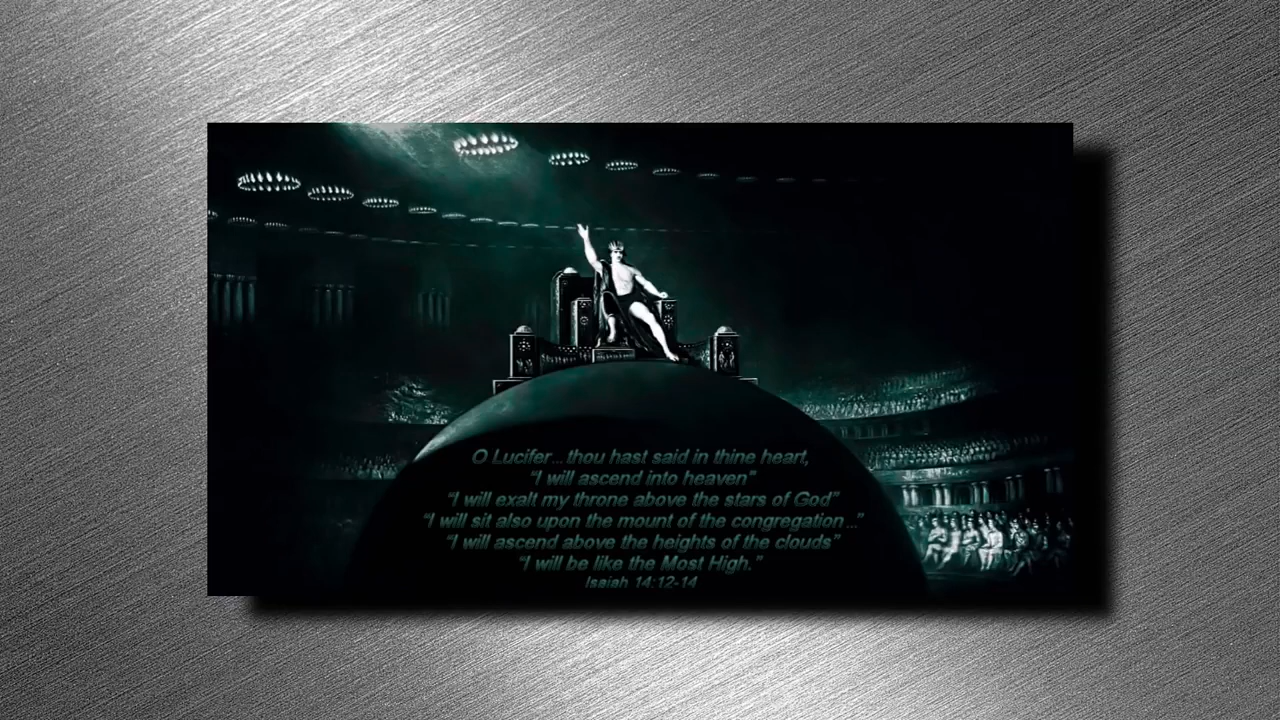 O Lucifer... thou hast said in thine heart,
“I will ascend into heaven”
“I will exalt my throne above the stars of God”
“I will sit also upon the mount of the congregation ...”
“I will ascend above the heights of the clouds”
“I will be like the Most High.”
Isaiah 14:12-14